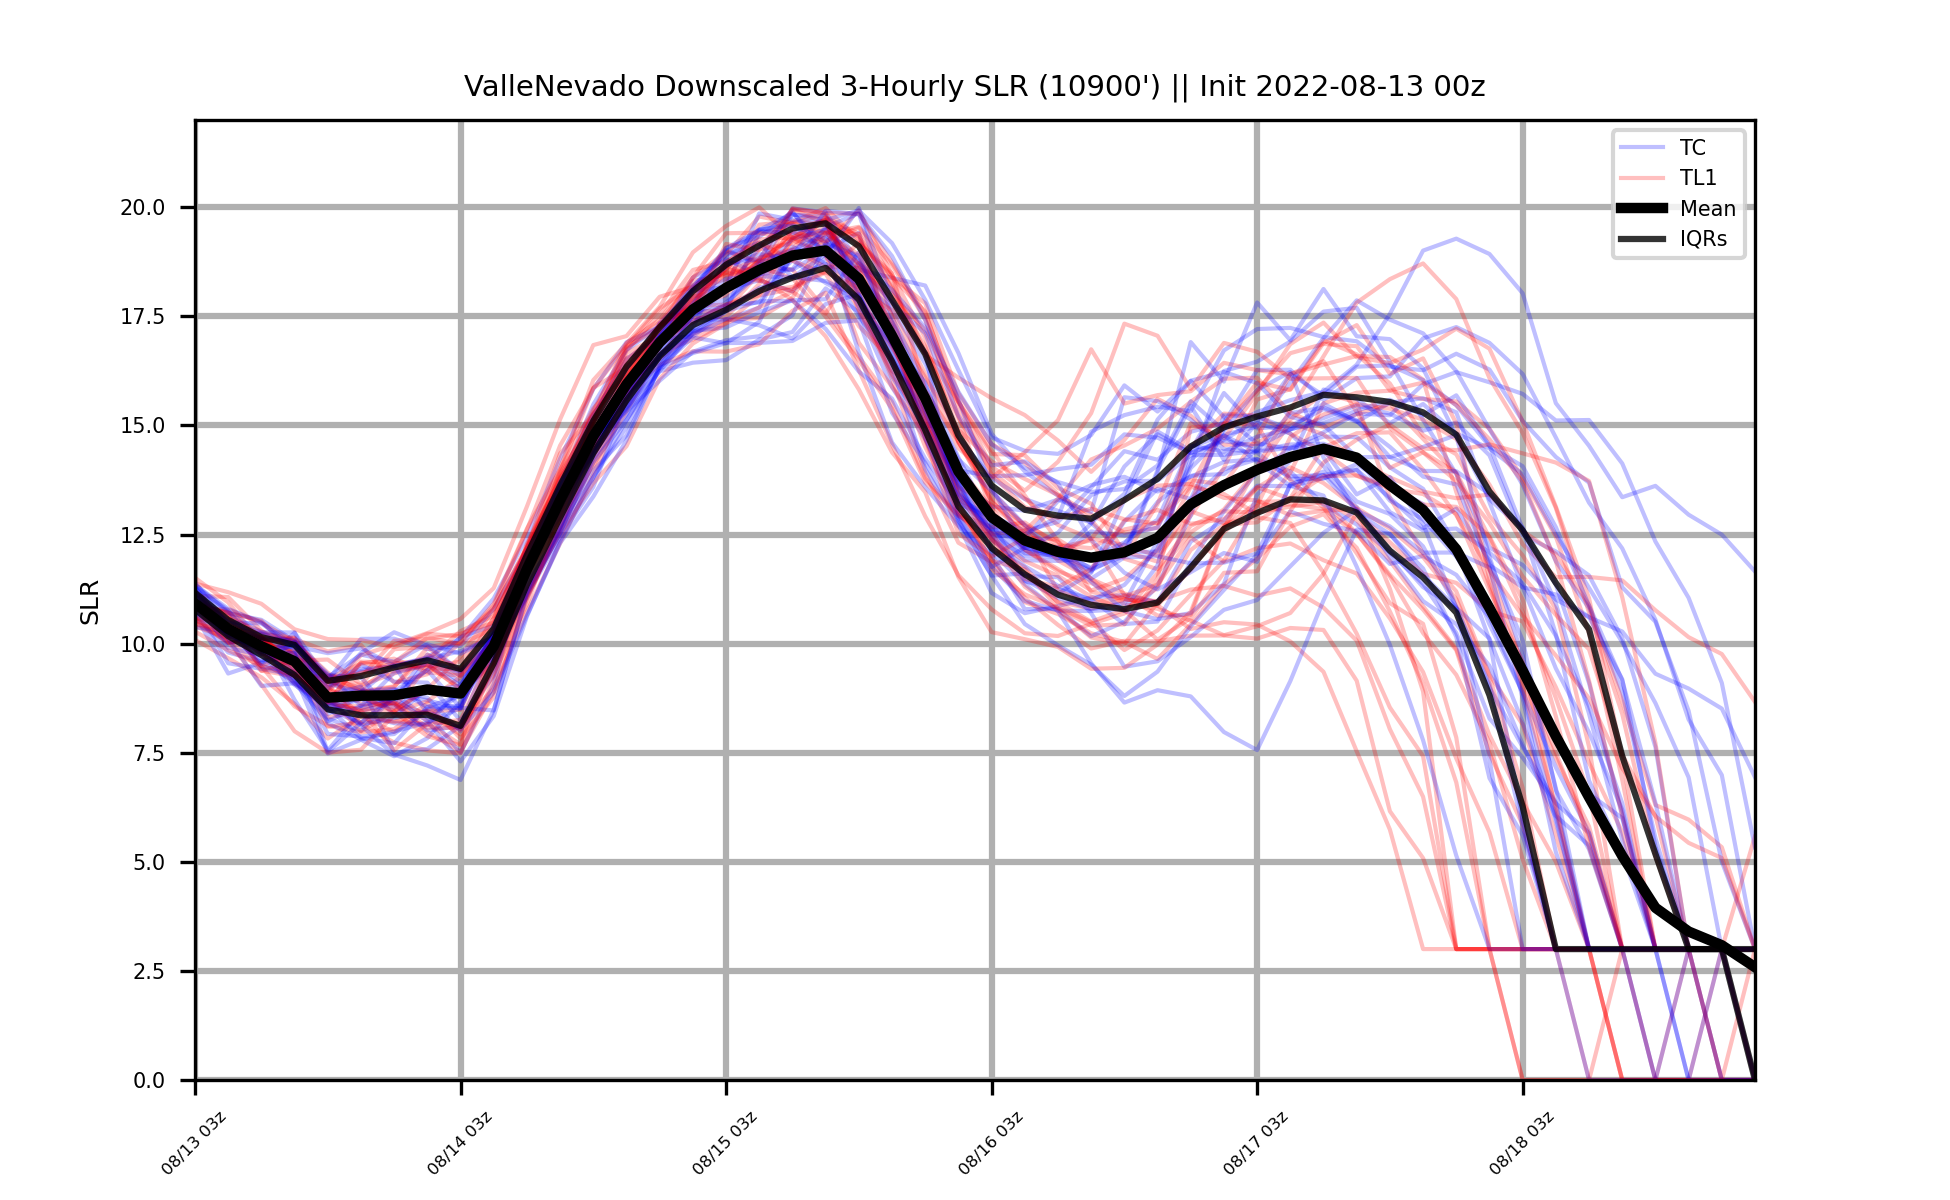 ValleNevado Downscaled 3-Hourly SLR (10900') || Init 2022-08-13 00z
TC
TL1
Mean
IQRs
SLR
20.0
17.5
15.0
12.5
10.0
7.5
5.0
2.5
0.0
08/13 03z
08/14 03z
08/15 03z
08/16 03z
08/17 03z
08/18 03z